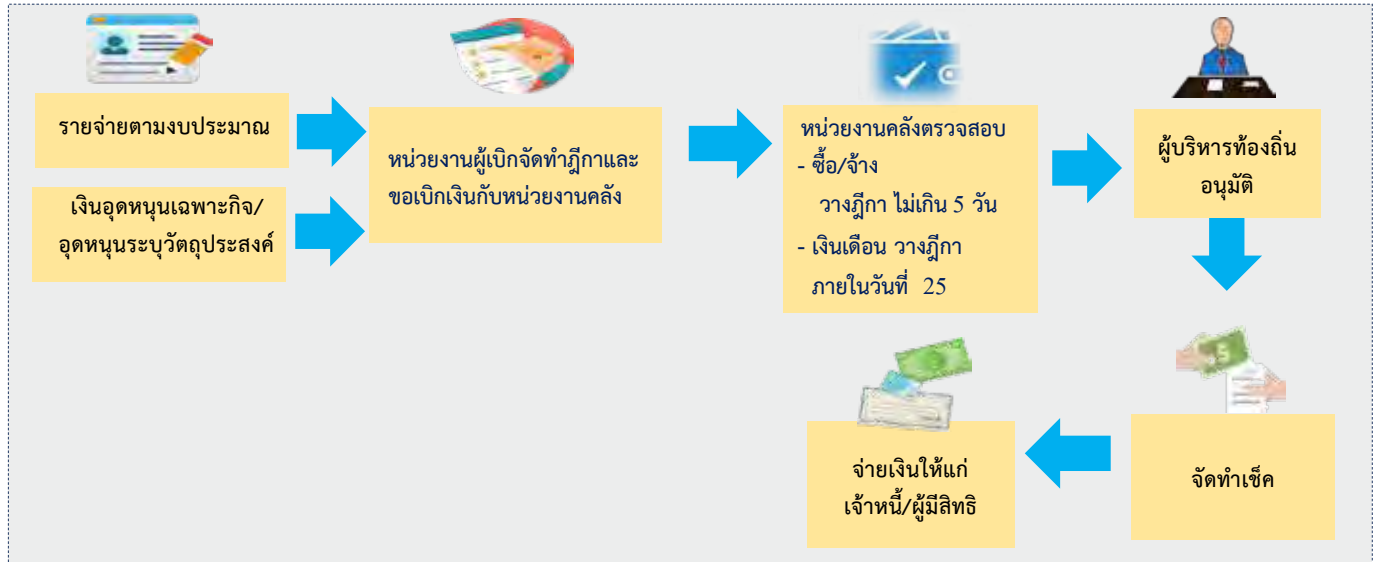 รายจ่ายตามงบประมาณ
เงินอุดหนุนเฉพาะกิจ/
อุดหนุนระบุวัตถุประสงค์
หน่วยงานผู้เบิกจัดทำฎีกาและ
ขอเบิกเงินกับหน่วยงานคลัง
หน่วยงานคลังตรวจสอบ
- ซื้อ/จ้าง
วางฎีกา ไม่เกิน 5 วัน
- เงินเดือน วางฎีกา
ภายในวันที่ 25
ผู้บริหารท้องถิ่น
อนุมัติ
จัดทำเช็ค
จ่ายเงินให้แก่
เจ้าหนี้/ผู้มีสิทธิ